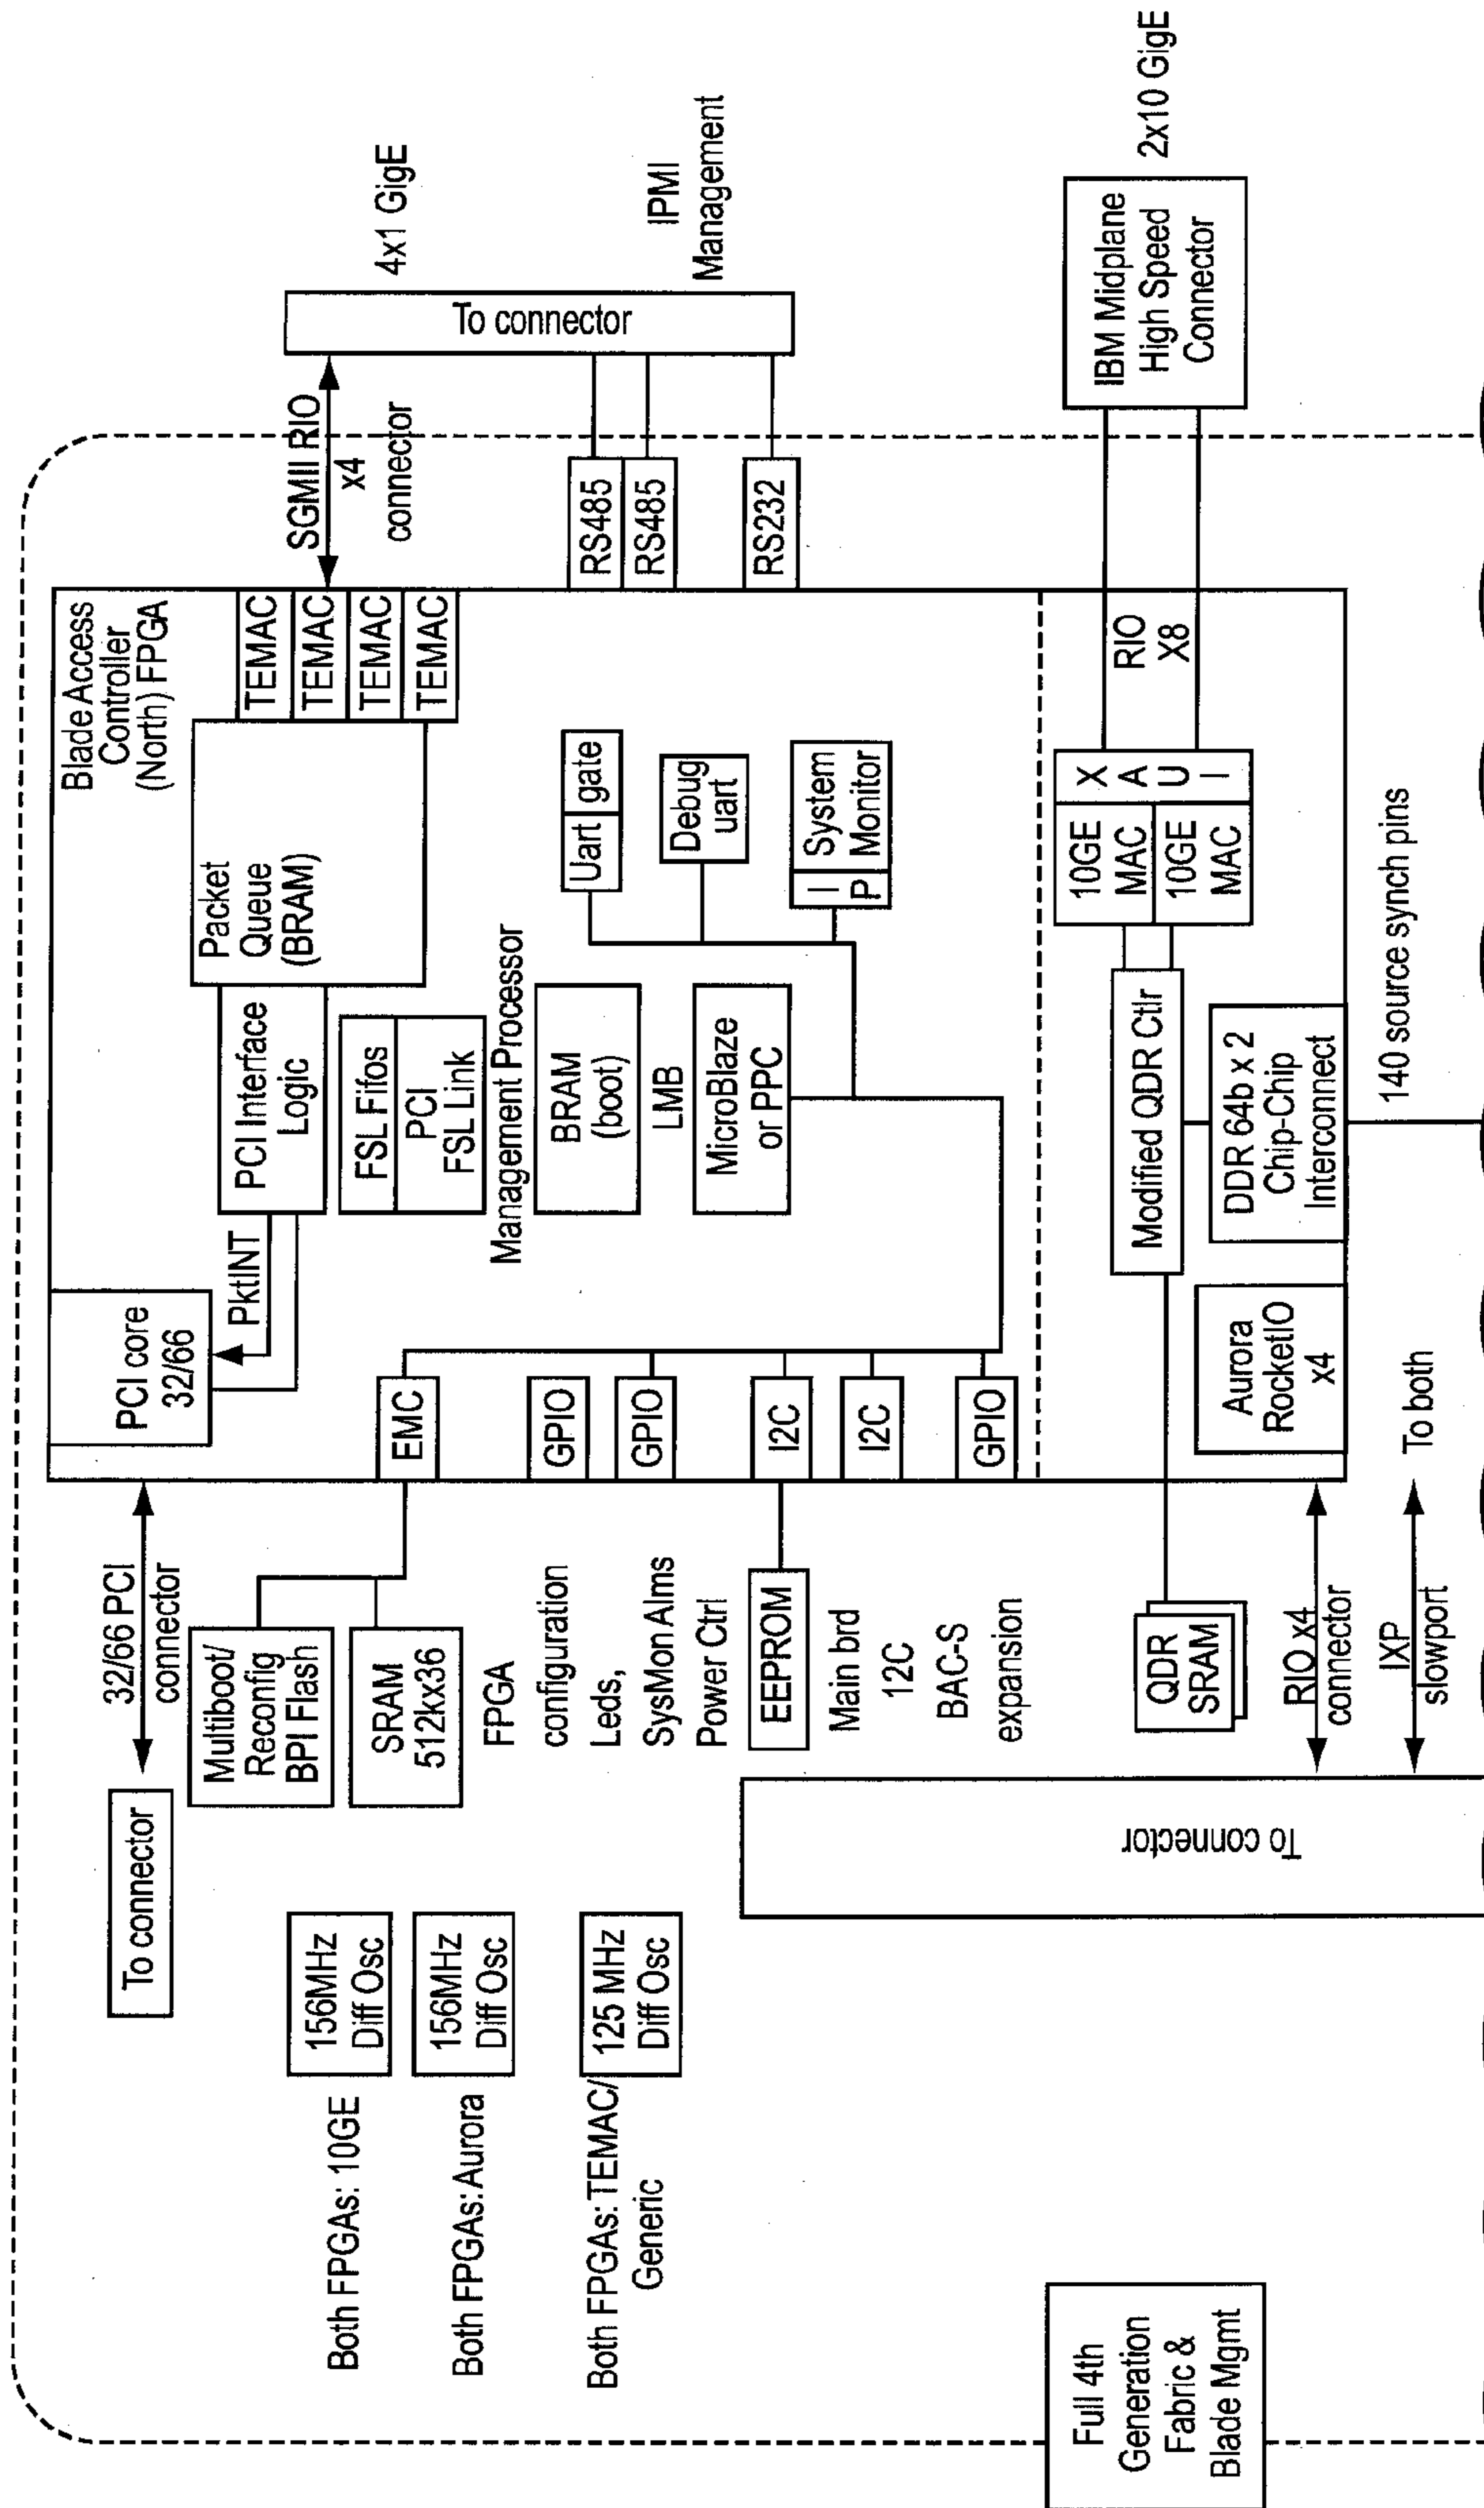 Full 4th
Generation
Fabric &
Blade Mgmt
Both FPGAs: 10GE
156MHz
Diff Osc
Both FPGAs: Aurora
156MHz
Diff Osc
Both FPGAs: TEMAC/
Generic
125 MHz
Diff Osc
To connector
32/66 PCI
connector
Multiboot/
Reconfig
BPI Flash
SRAM
512kx36
FPGA
configuration
Leds,
SysMon Alms
Power Ctrl
EEPROM
Main brd
12C
BAC-S
expansion
QDR
SRAM
To connector
RIO x4
connector
IXP
slowport
To both
Blade Access
Controller
(North) FPGA
PCI core
32/66
PktINT
PCI Interface
Logic
Packet
Queue
(BRAM)
TEMAC
TEMAC
TEMAC
TEMAC
FSL Fifos
PCI
FSL Link
Management Processor
BRAM
(boot)
LMB
MicroBlaze
or PPC
Uart
gate
Debug
uart
I
P
System
Monitor
EMC
GPIO
GPIO
I2C
I2C
GPIO
Modified QDR Ctlr
10GE
MAC
10GE
MAC
X
A
U
I
RIO
X8
Aurora
RocketIO
x4
DDR 64b x 2
Chip-Chip
Interconnect
140 source synch pins
SGMII RIO
x4
connector
RS485
RS485
RS232
To connector
4x1 GigE
IPMI
Management
IBM Midplane
High Speed
Connector
2x10 GigE